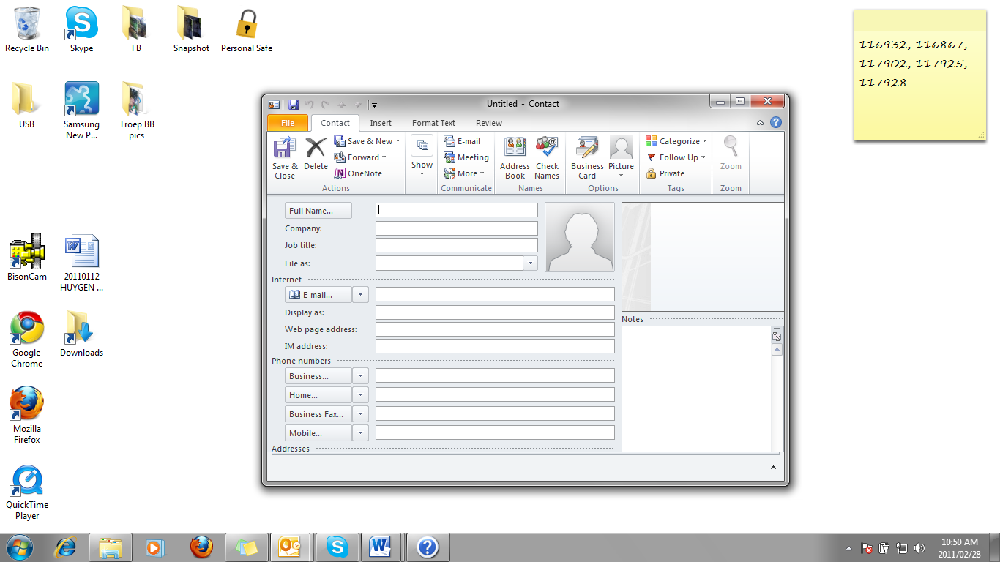 Recycle Bin
Skype
FB
Snapshot
Personal Safe
116932, 116867,
117902, 117925,
117928
USB
Samsung
New P...
Troep BB
pics
BisonCam
20110112
HUYGEN ...
Google
Chrome
Downloads
Mozilla
Firefox
QuickTime
Player
Untitled - Contact
File
Contact
Insert
Format Text
Review
Save &
Close
Delete
Save & New
Forward
OneNote
Actions
Show
E-mail
Meeting
More
Communicate
Address
Book
Check
Names
Names
Business
Card
Picture
Options
Categorize
Follow Up
Private
Tags
Zoom
Zoom
Full Name...
Company:
Job title:
File as:
Internet
E-mail...
Display as:
Web page address:
IM address:
Phone numbers
Business...
Home...
Business Fax...
Mobile...
Addresses
Notes
10:50 AM
2011/02/28